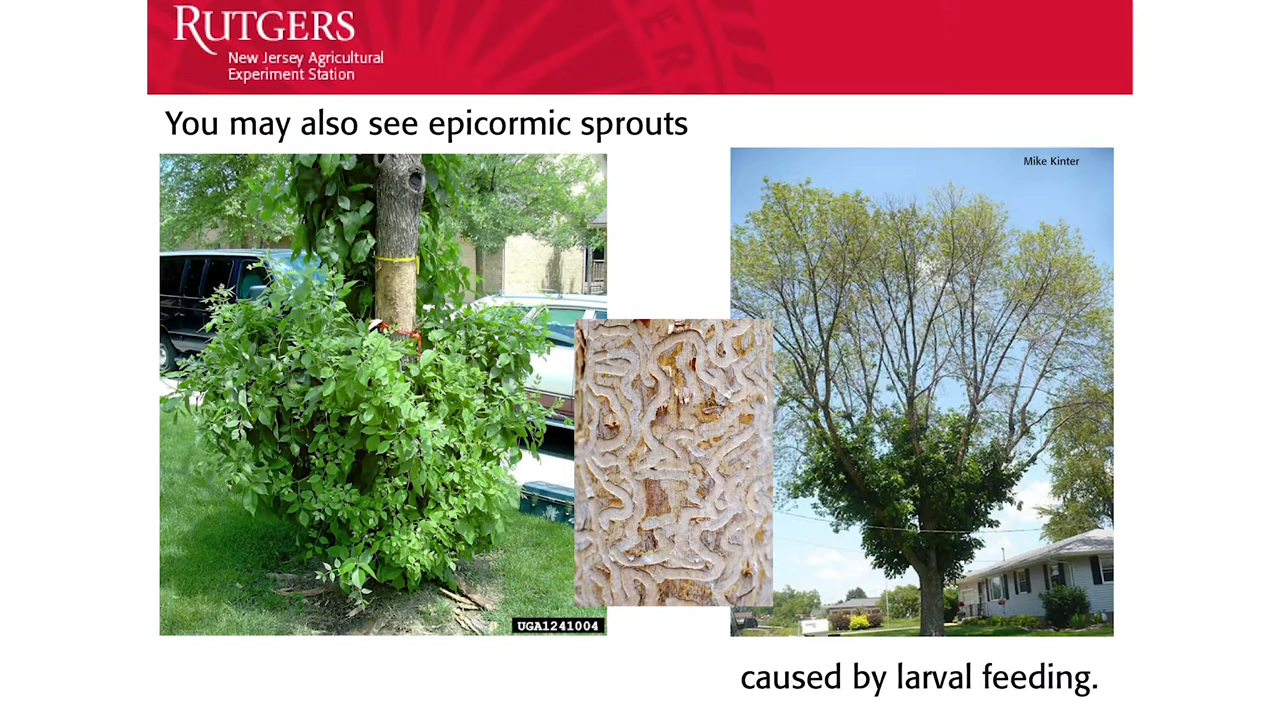 RUTGERS
New Jersey Agricultural
Experiment Station
You may also see epicormic sprouts
Mike Kinter
UGA1241004
caused by larval feeding.